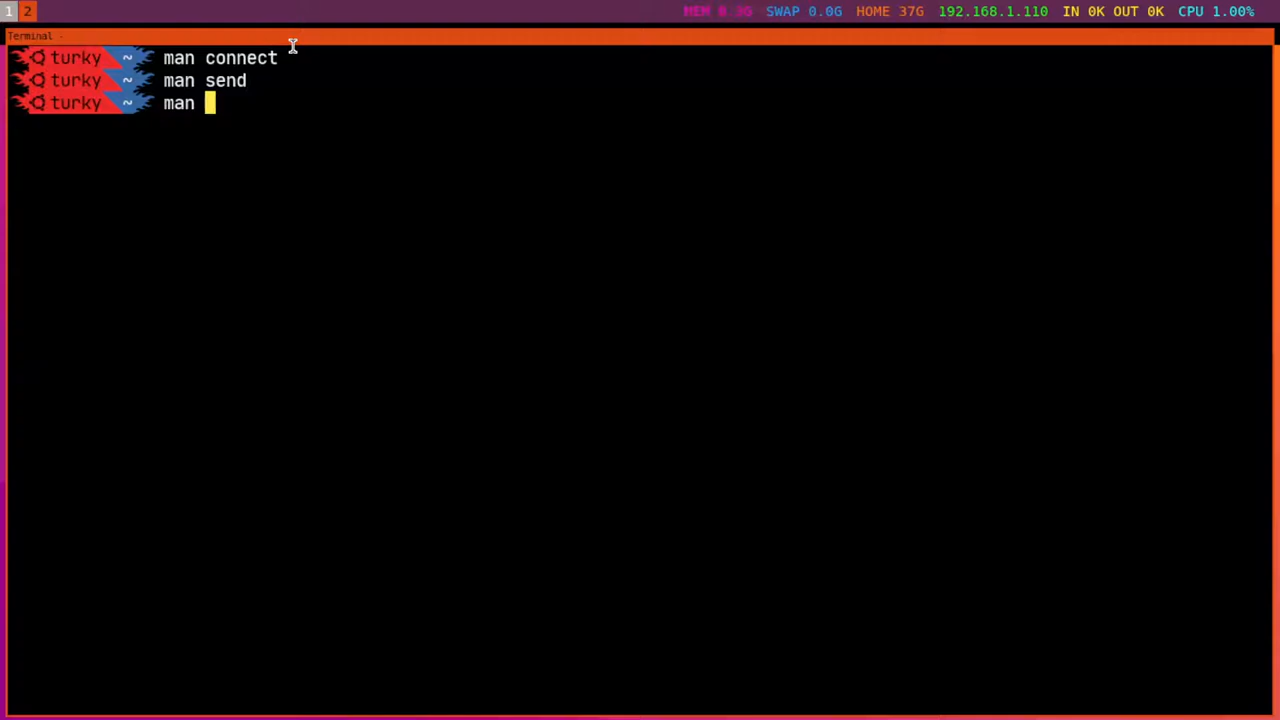 1 2 MEM 0.3G SWAP 0.0G HOME 37G 192.168.1.110 IN 0K OUT 0K CPU 1.00%
Terminal -
turky ~ man connect
turky ~ man send
turky ~ man